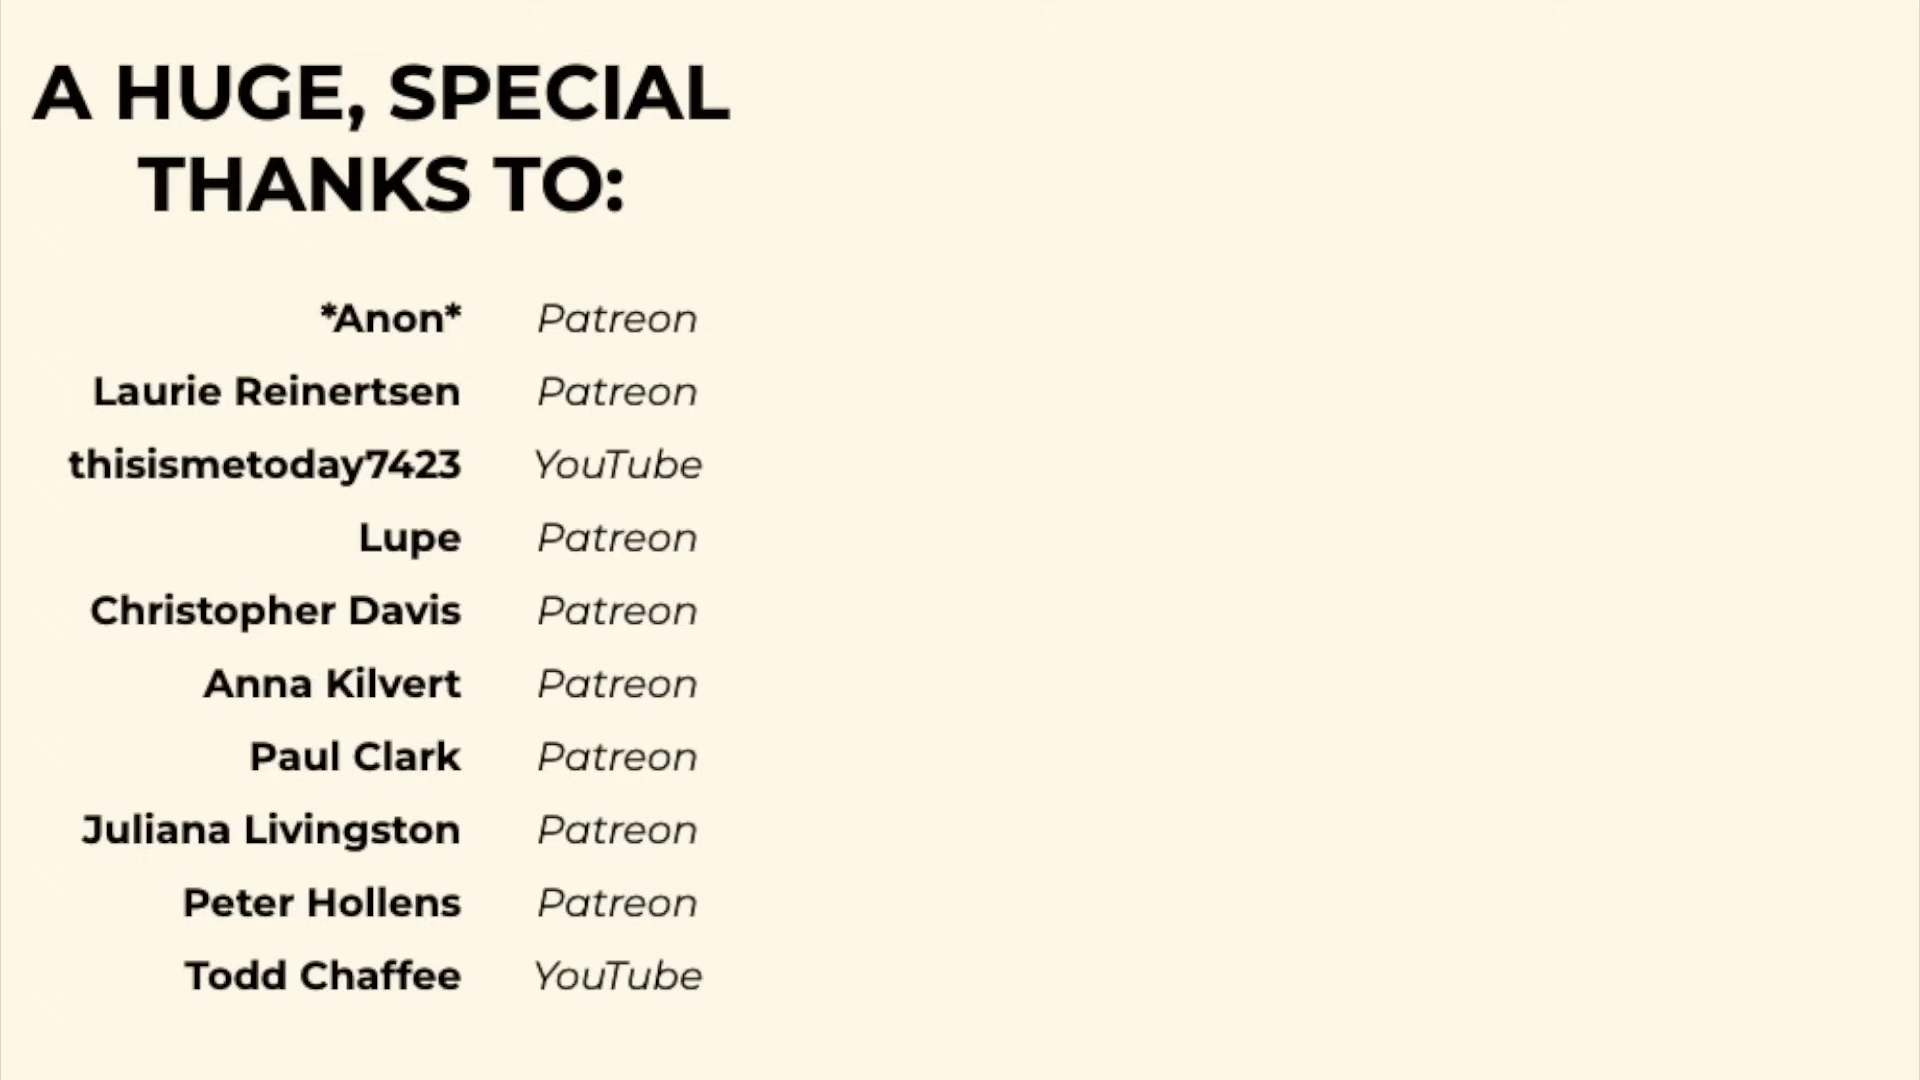 A HUGE, SPECIAL
THANKS TO:
*Anon* Patreon
Laurie Reinertsen Patreon
thisismetoday7423 YouTube
Lupe Patreon
Christopher Davis Patreon
Anna Kilvert Patreon
Paul Clark Patreon
Juliana Livingston Patreon
Peter Hollens Patreon
Todd Chaffee YouTube